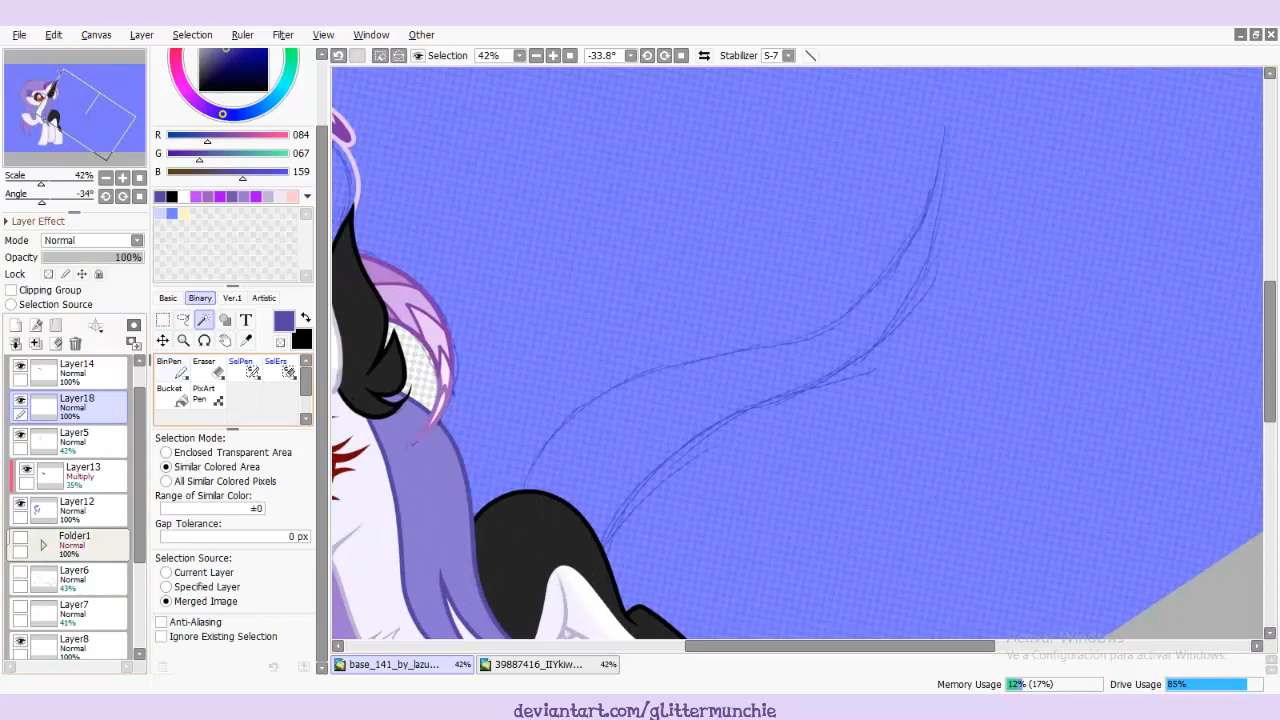 File Edit Canvas Layer Selection Ruler Filter View Window Other
Selection 42% -33.8° Stabilizer S-7
R 084
G 067
B 159
Scale 42%
Angle -34°
Layer Effect
Mode Normal
Opacity 100%
Lock
Clipping Group
Selection Source
Basic Binary Ver.1 Artistic
T
BinPen Eraser SelPen SelErs
Bucket PixArt
Pen
Layer14
Normal
100%
Layer18
Normal
100%
Layer5
Normal
42%
Layer13
Multiply
35%
Layer12
Normal
100%
Folder1
Normal
100%
Layer6
Normal
43%
Layer7
Normal
41%
Layer8
Normal
100%
Selection Mode:
Enclosed Transparent Area
Similar Colored Area
All Similar Colored Pixels
Range of Similar Color:
±0
Gap Tolerance:
0 px
Selection Source:
Current Layer
Specified Layer
Merged Image
Anti-Aliasing
Ignore Existing Selection
Activar Windows
Ve a Configuración para activar Windows.
base_141_by_lazu... 42% 39887416_IIYkiw... 42%
Memory Usage 12% (17%) Drive Usage 85%
deviantart.com/glittermunchie